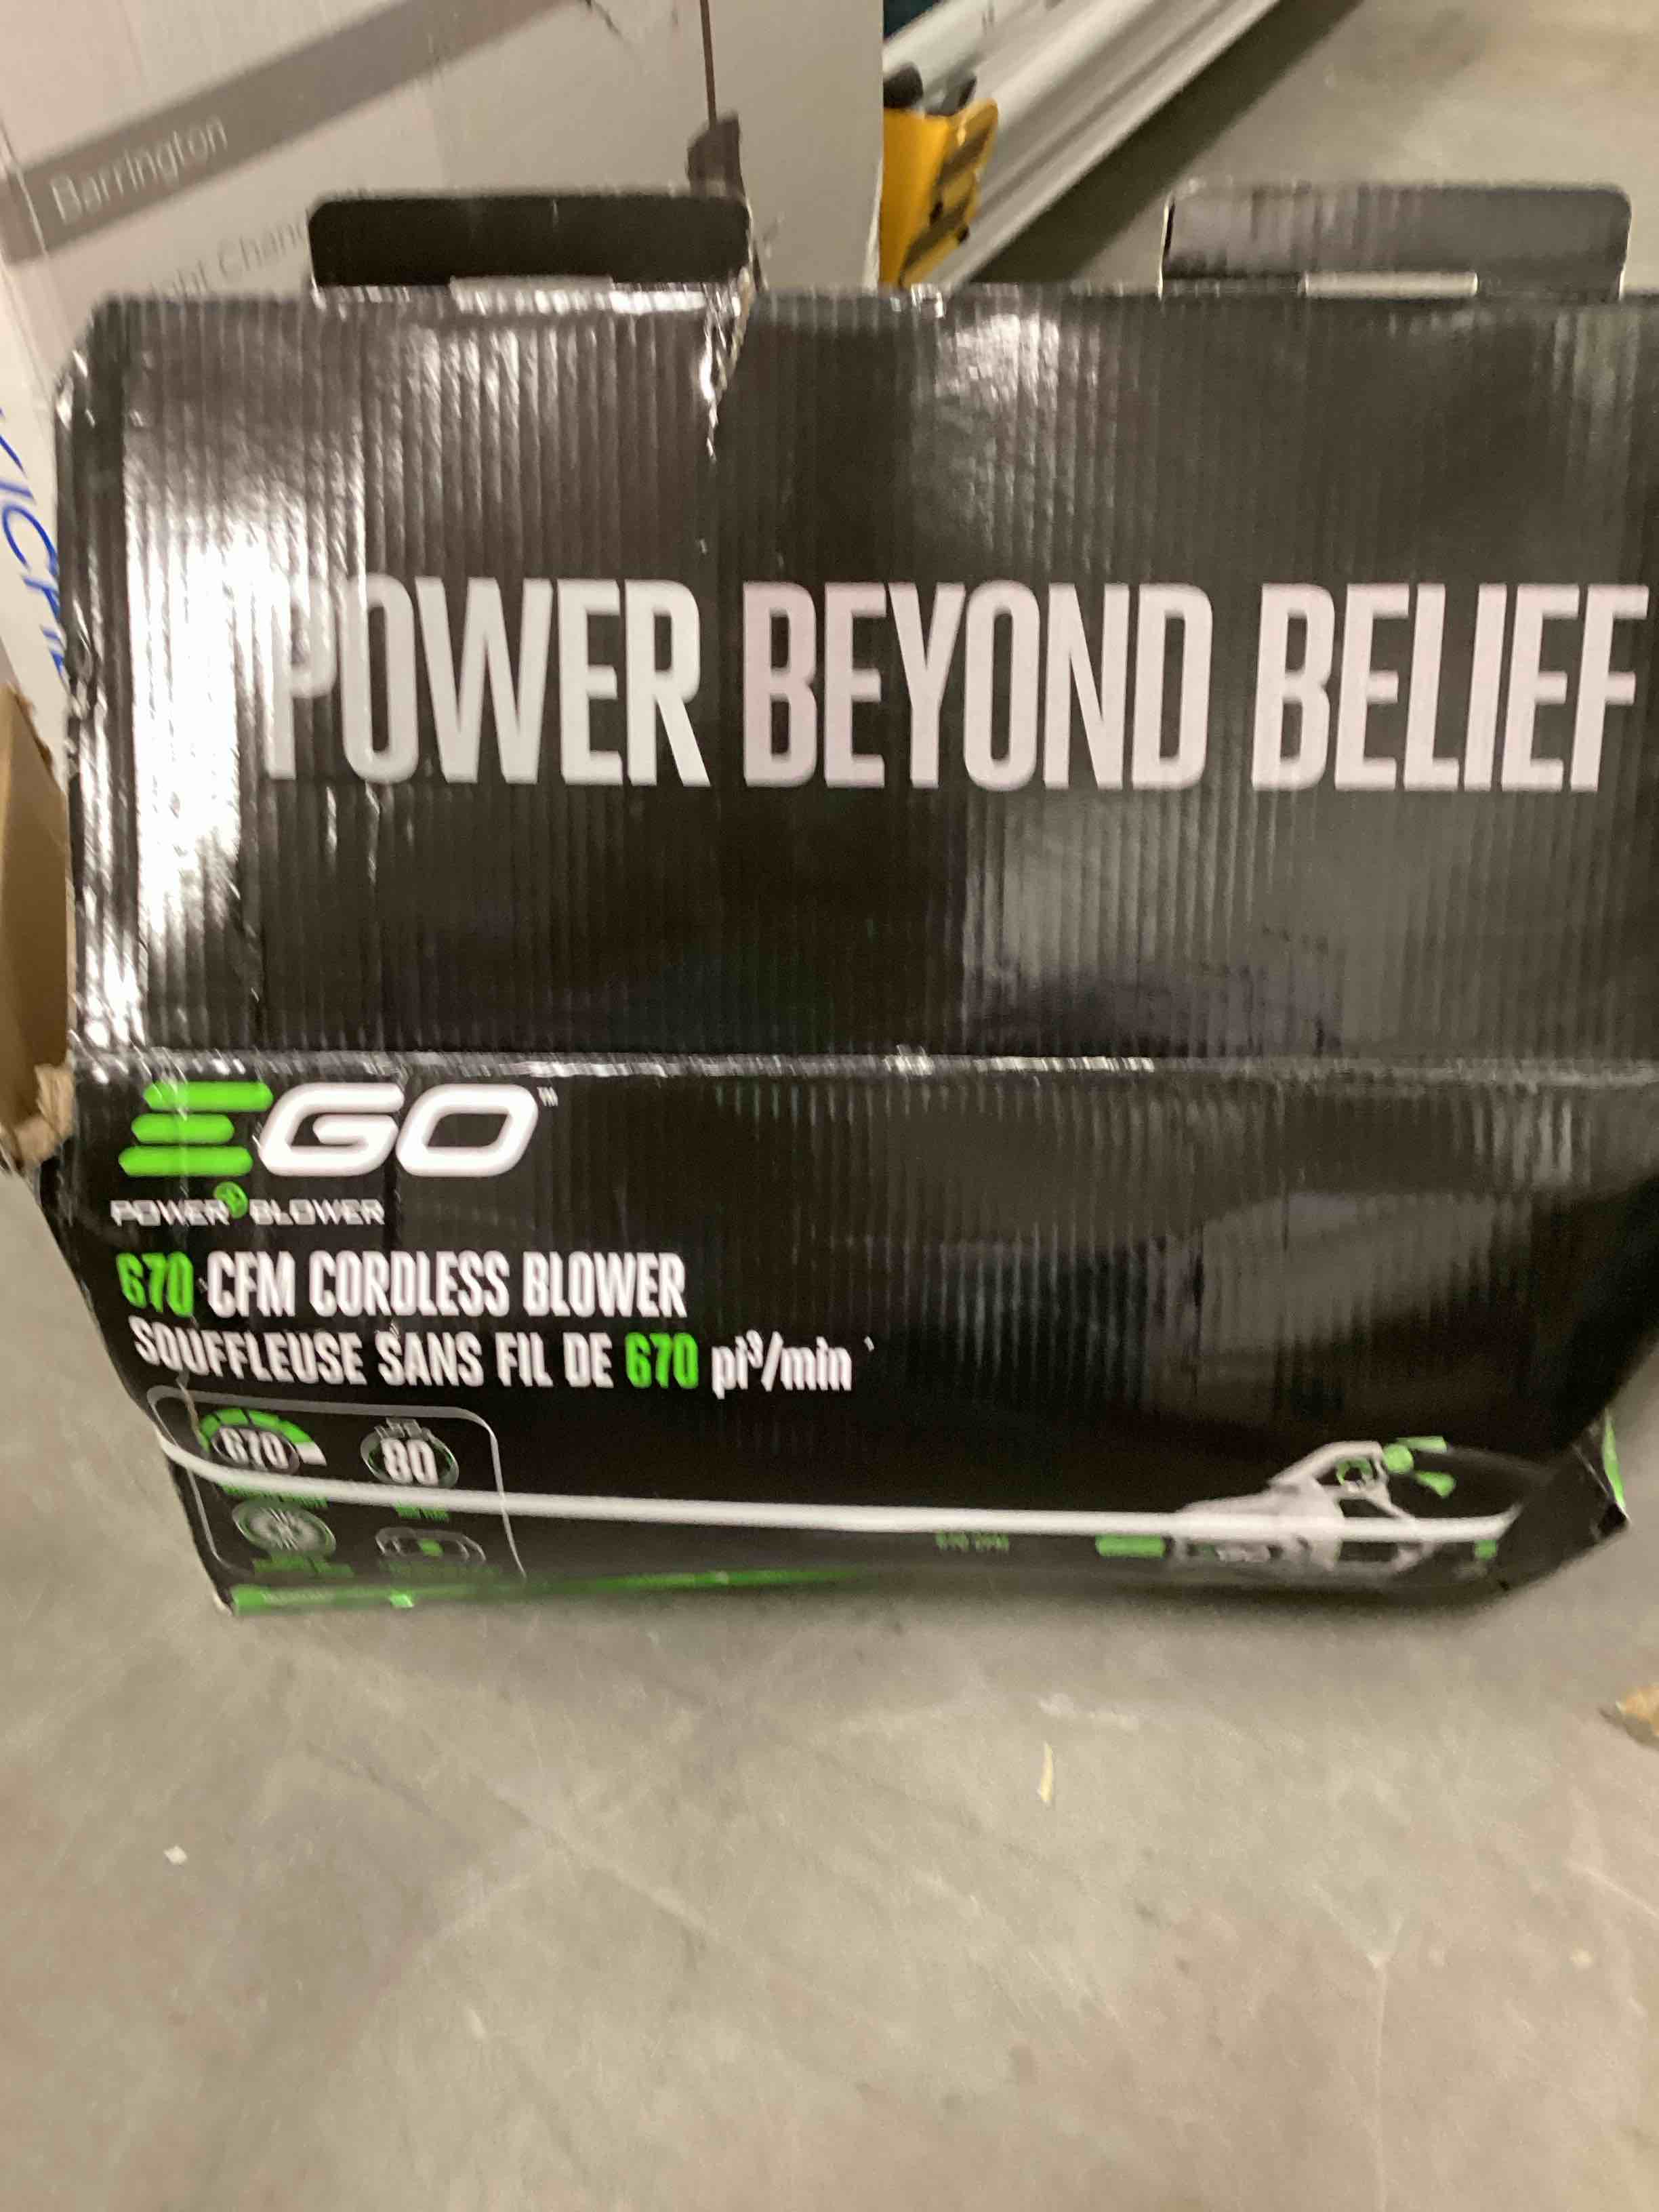 Barrington
POWER BEYOND BELIEF
EGO™
POWER+ BLOWER
670 CFM CORDLESS BLOWER
SOUFFLEUSE SANS FIL DE 670 pi³/min
670
80